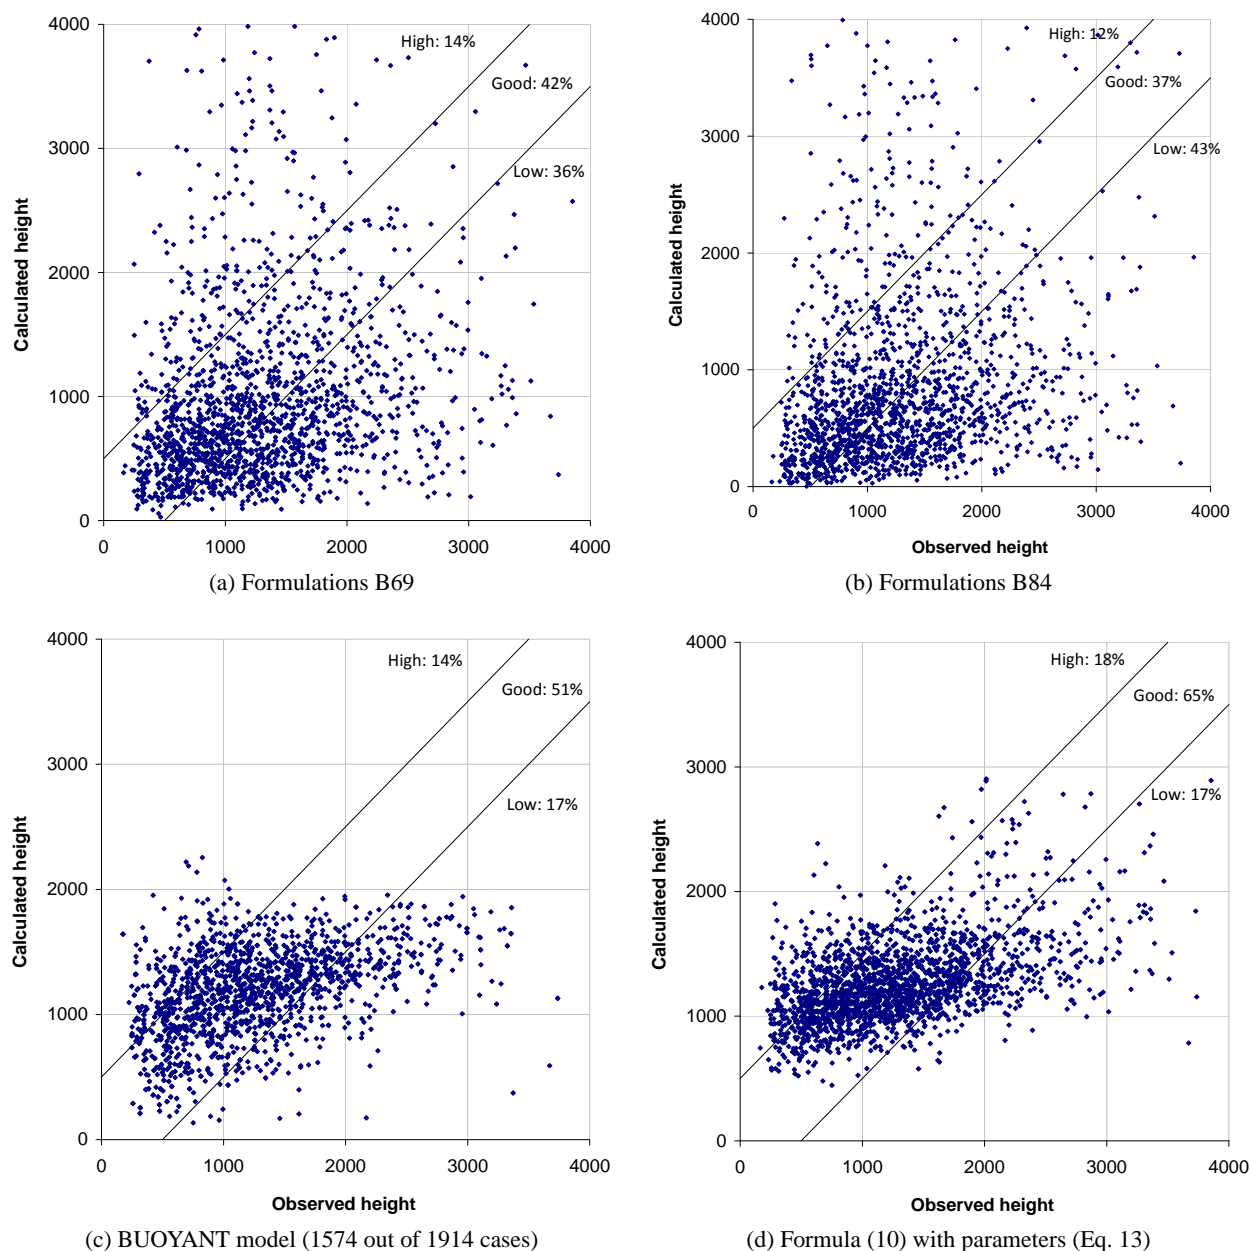 4000
3000
2000
1000
0
0
1000
2000
3000
4000
Calculated height
High: 14%
Good: 42%
Low: 36%
(a) Formulations B69
4000
3000
2000
1000
0
0
1000
2000
3000
4000
Calculated height
Observed height
High: 12%
Good: 37%
Low: 43%
(b) Formulations B84
4000
3000
2000
1000
0
0
1000
2000
3000
4000
Calculated height
Observed height
High: 14%
Good: 51%
Low: 17%
(c) BUOYANT model (1574 out of 1914 cases)
4000
3000
2000
1000
0
0
1000
2000
3000
4000
Calculated height
Observed height
High: 18%
Good: 65%
Low: 17%
(d) Formula (10) with parameters (Eq. 13)